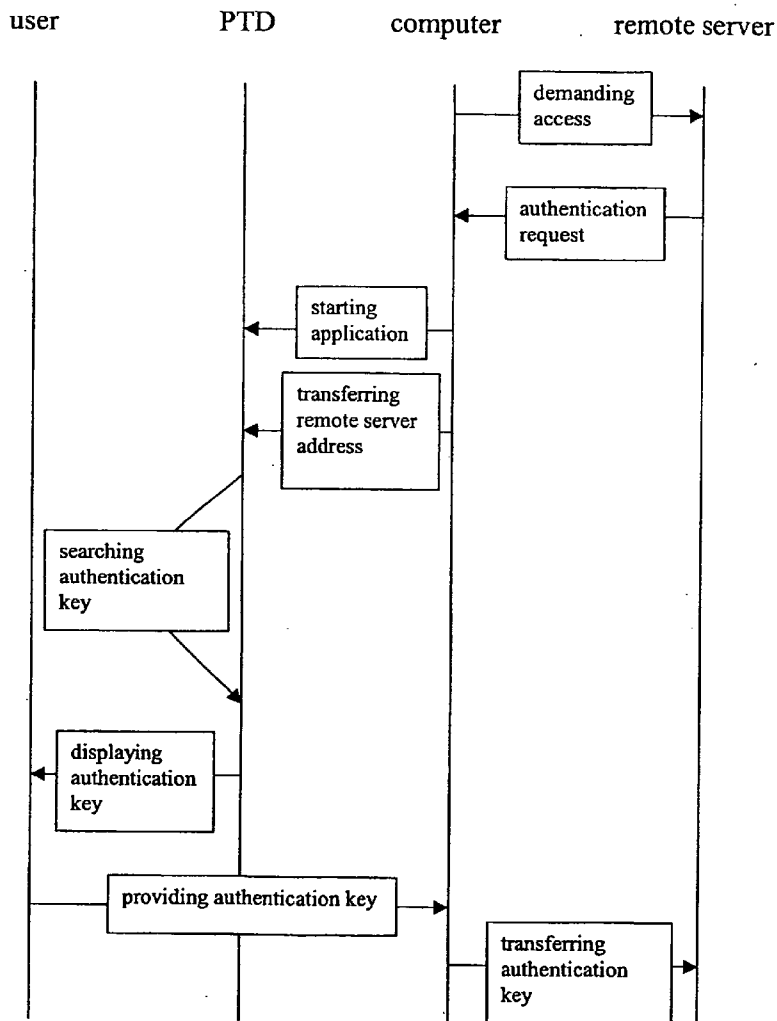 user PTD computer remote server
demanding
access
authentication
request
starting
application
transferring
remote server
address
searching
authentication
key
displaying
authentication
key
providing authentication key
transferring
authentication
key